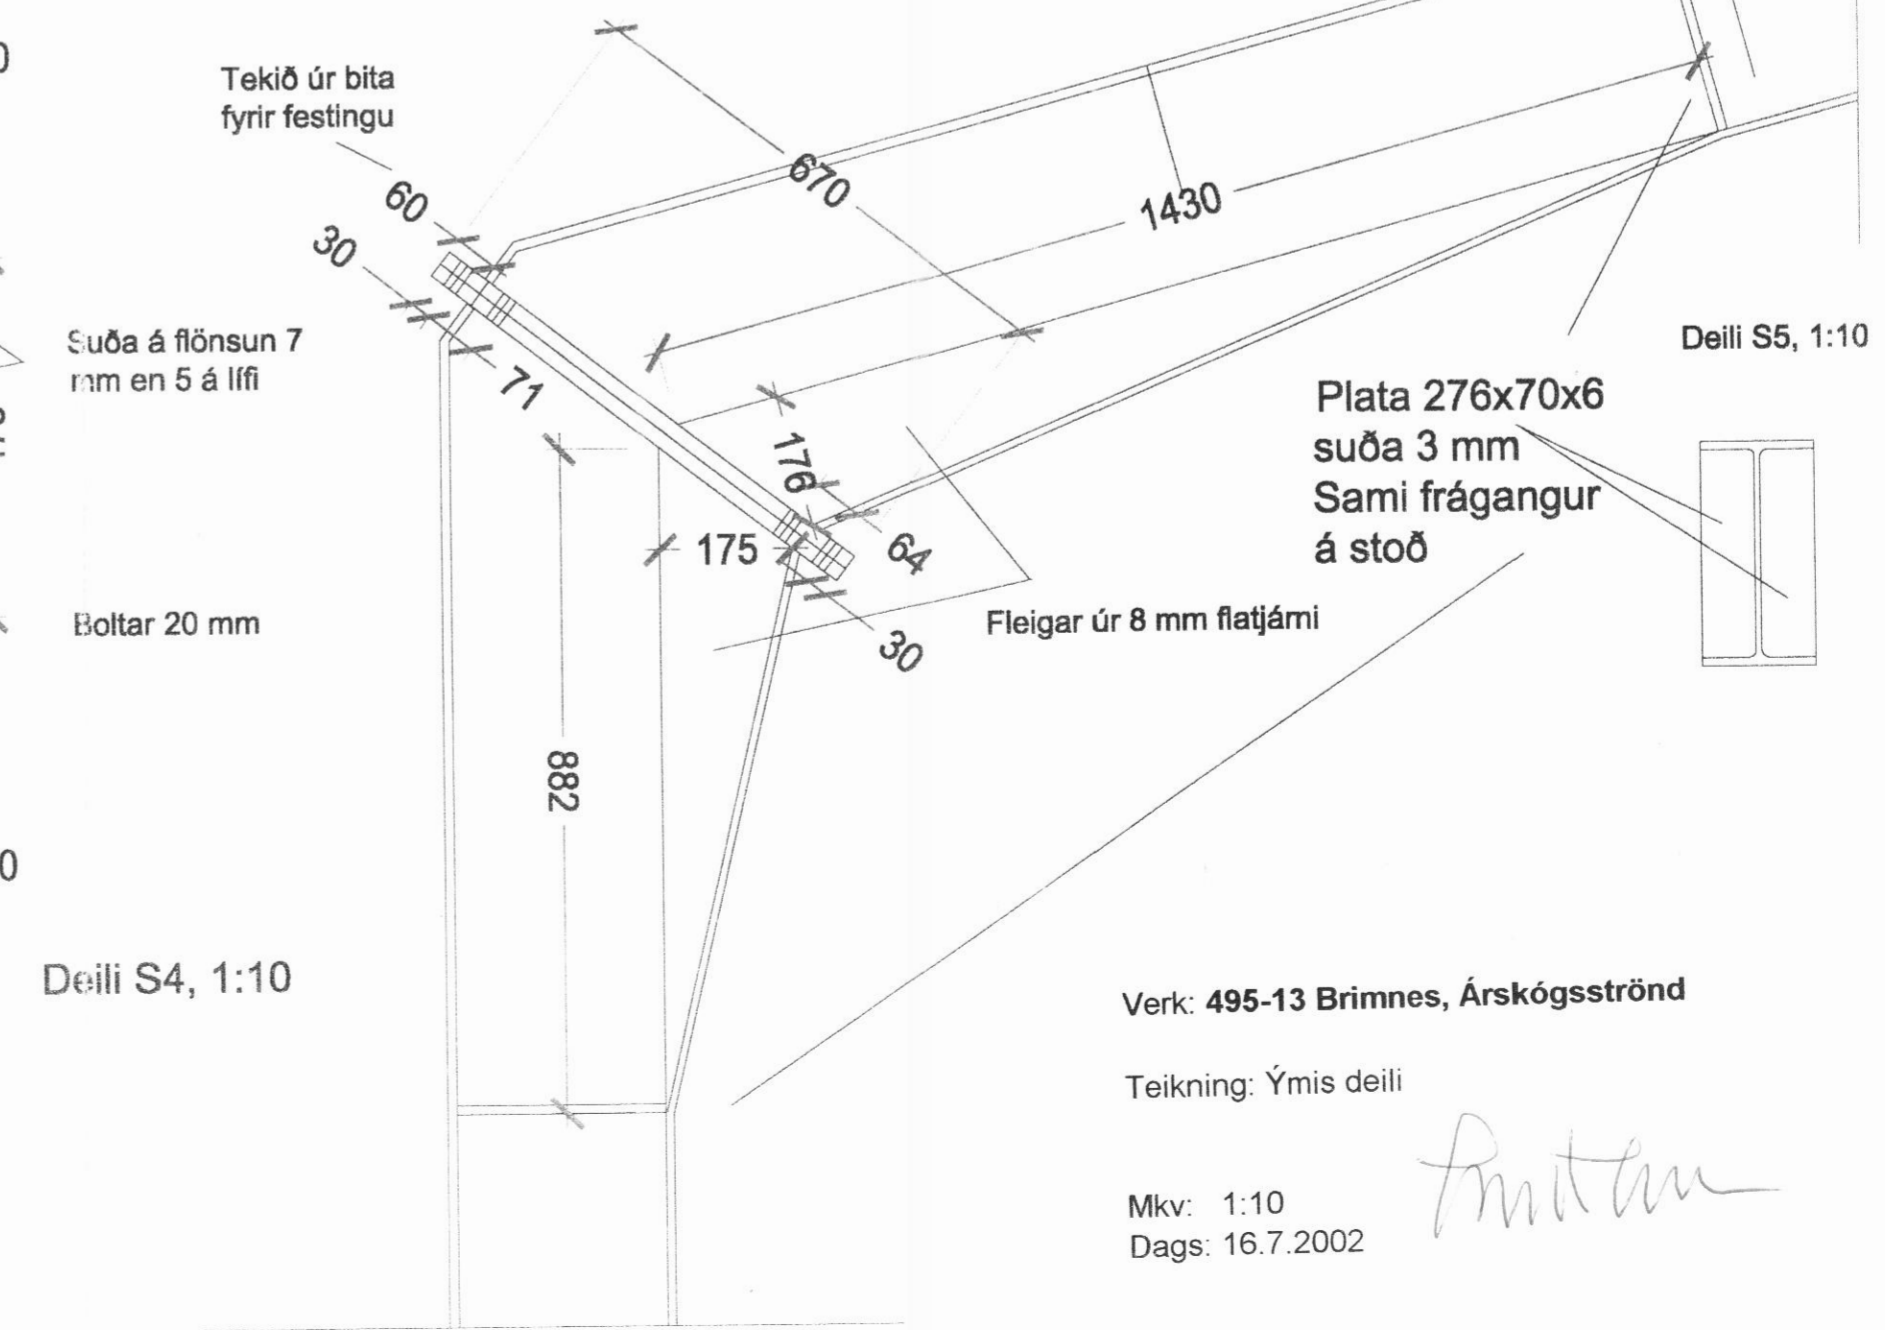 Tekið úr bita
fyrir festingu
60
30
670
1430
Suða á flönsun 7
mm en 5 á lífi
71
176
175
64
30
882
Boltar 20 mm
Fleigar úr 8 mm flatjárni
Deili S5, 1:10
Plata 276x70x6
suða 3 mm
Sami frágangur
á stoð
Deili S4, 1:10
Verk: 495-13 Brimnes, Árskógsströnd
Teikning: Ýmis deili
Mkv: 1:10
Dags: 16.7.2002